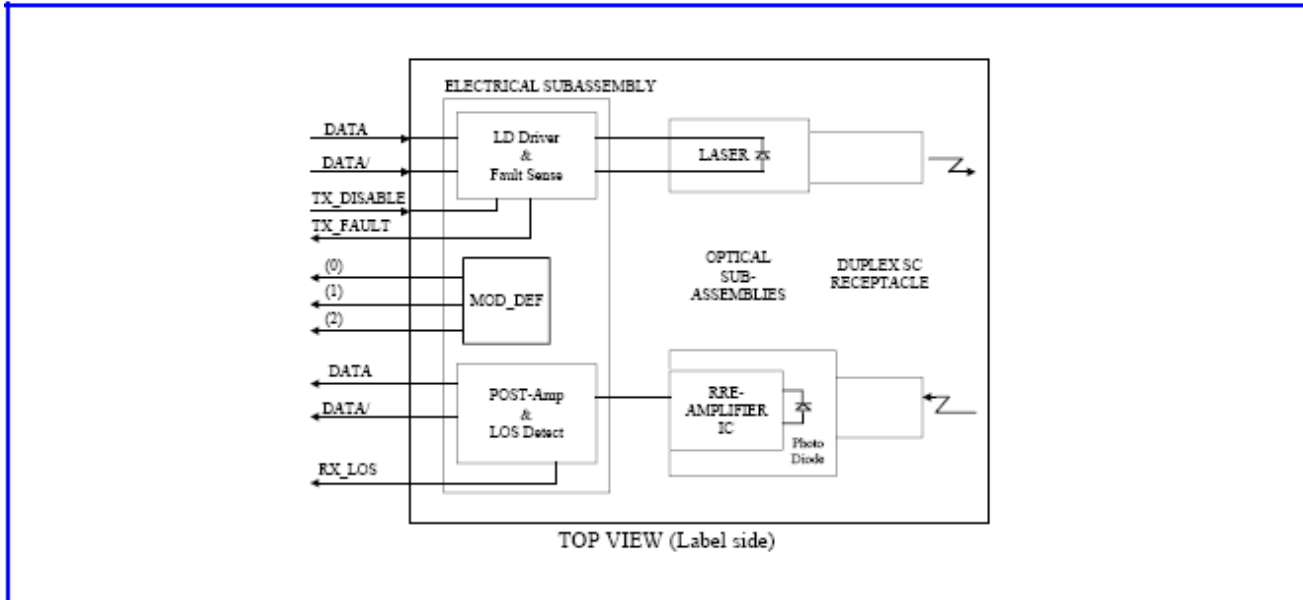 ELECTRICAL SUBASSEMBLY
DATA
DATA/
TX_DISABLE
TX_FAULT
LD Driver
&
Fault Sense
LASER
(0)
(1)
(2)
MOD_DEF
OPTICAL
SUB-
ASSEMBLIES
DUPLEX SC
RECEPTACLE
DATA
DATA/
RX_LOS
POST-Amp
&
LOS Detect
RRE-
AMPLIFIER
IC
Photo
Diode
TOP VIEW (Label side)